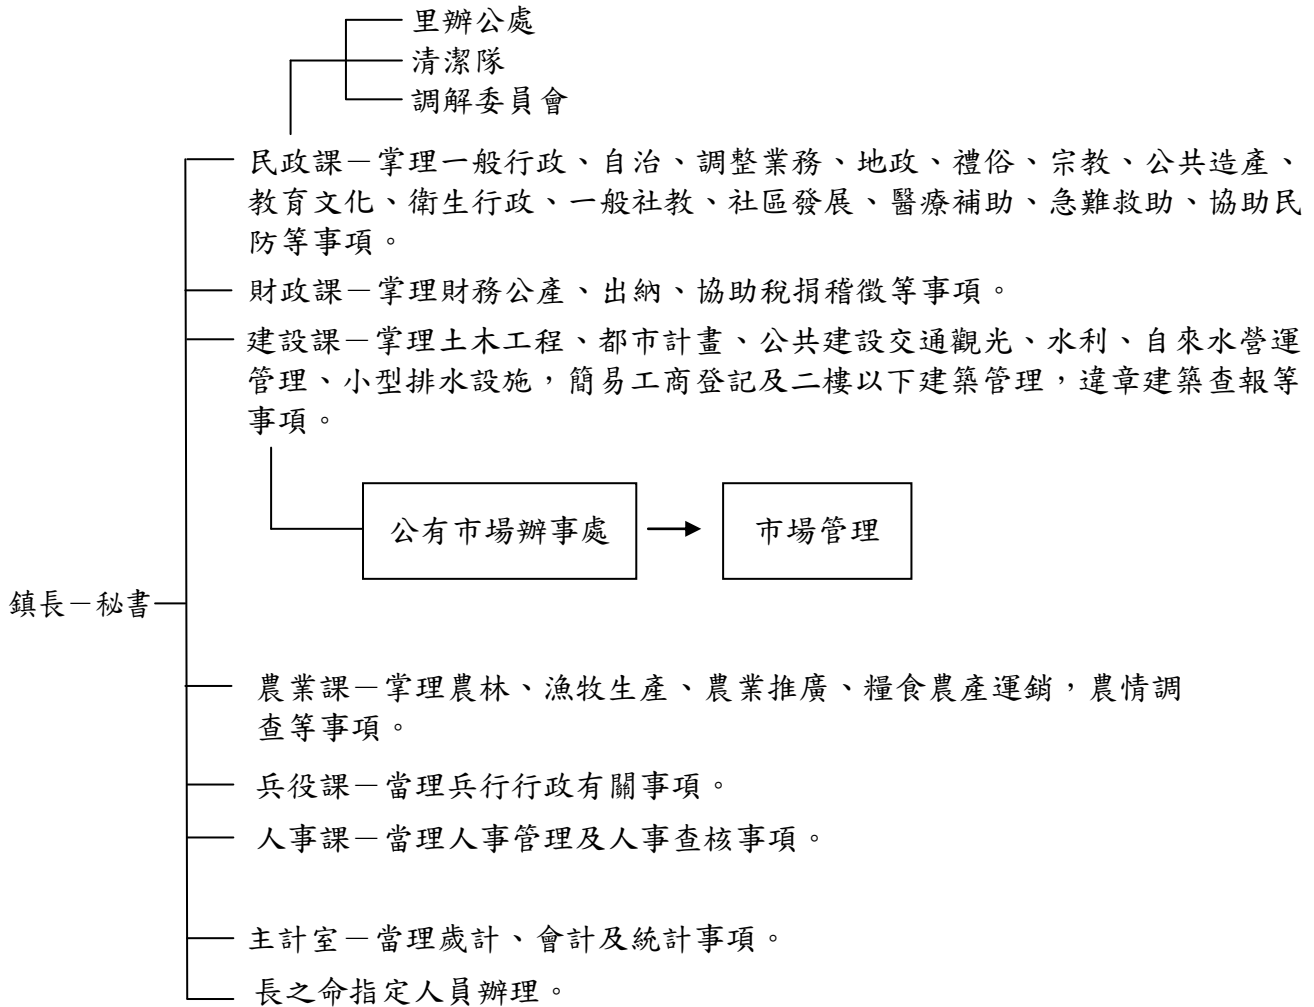 里辦公處
清潔隊
調解委員會
民政課－掌理一般行政、自治、調整業務、地政、禮俗、宗教、公共造產、
教育文化、衛生行政、一般社教、社區發展、醫療補助、急難救助、協助民
防等事項。
財政課－掌理財務公產、出納、協助稅捐稽徵等事項。
建設課－掌理土木工程、都市計畫、公共建設交通觀光、水利、自來水營運
管理、小型排水設施，簡易工商登記及二樓以下建築管理，違章建築查報等
事項。
公有市場辦事處
市場管理
鎮長－秘書
農業課－掌理農林、漁牧生產、農業推廣、糧食農產運銷，農情調
查等事項。
兵役課－當理兵行行政有關事項。
人事課－當理人事管理及人事查核事項。
主計室－當理歲計、會計及統計事項。
長之命指定人員辦理。